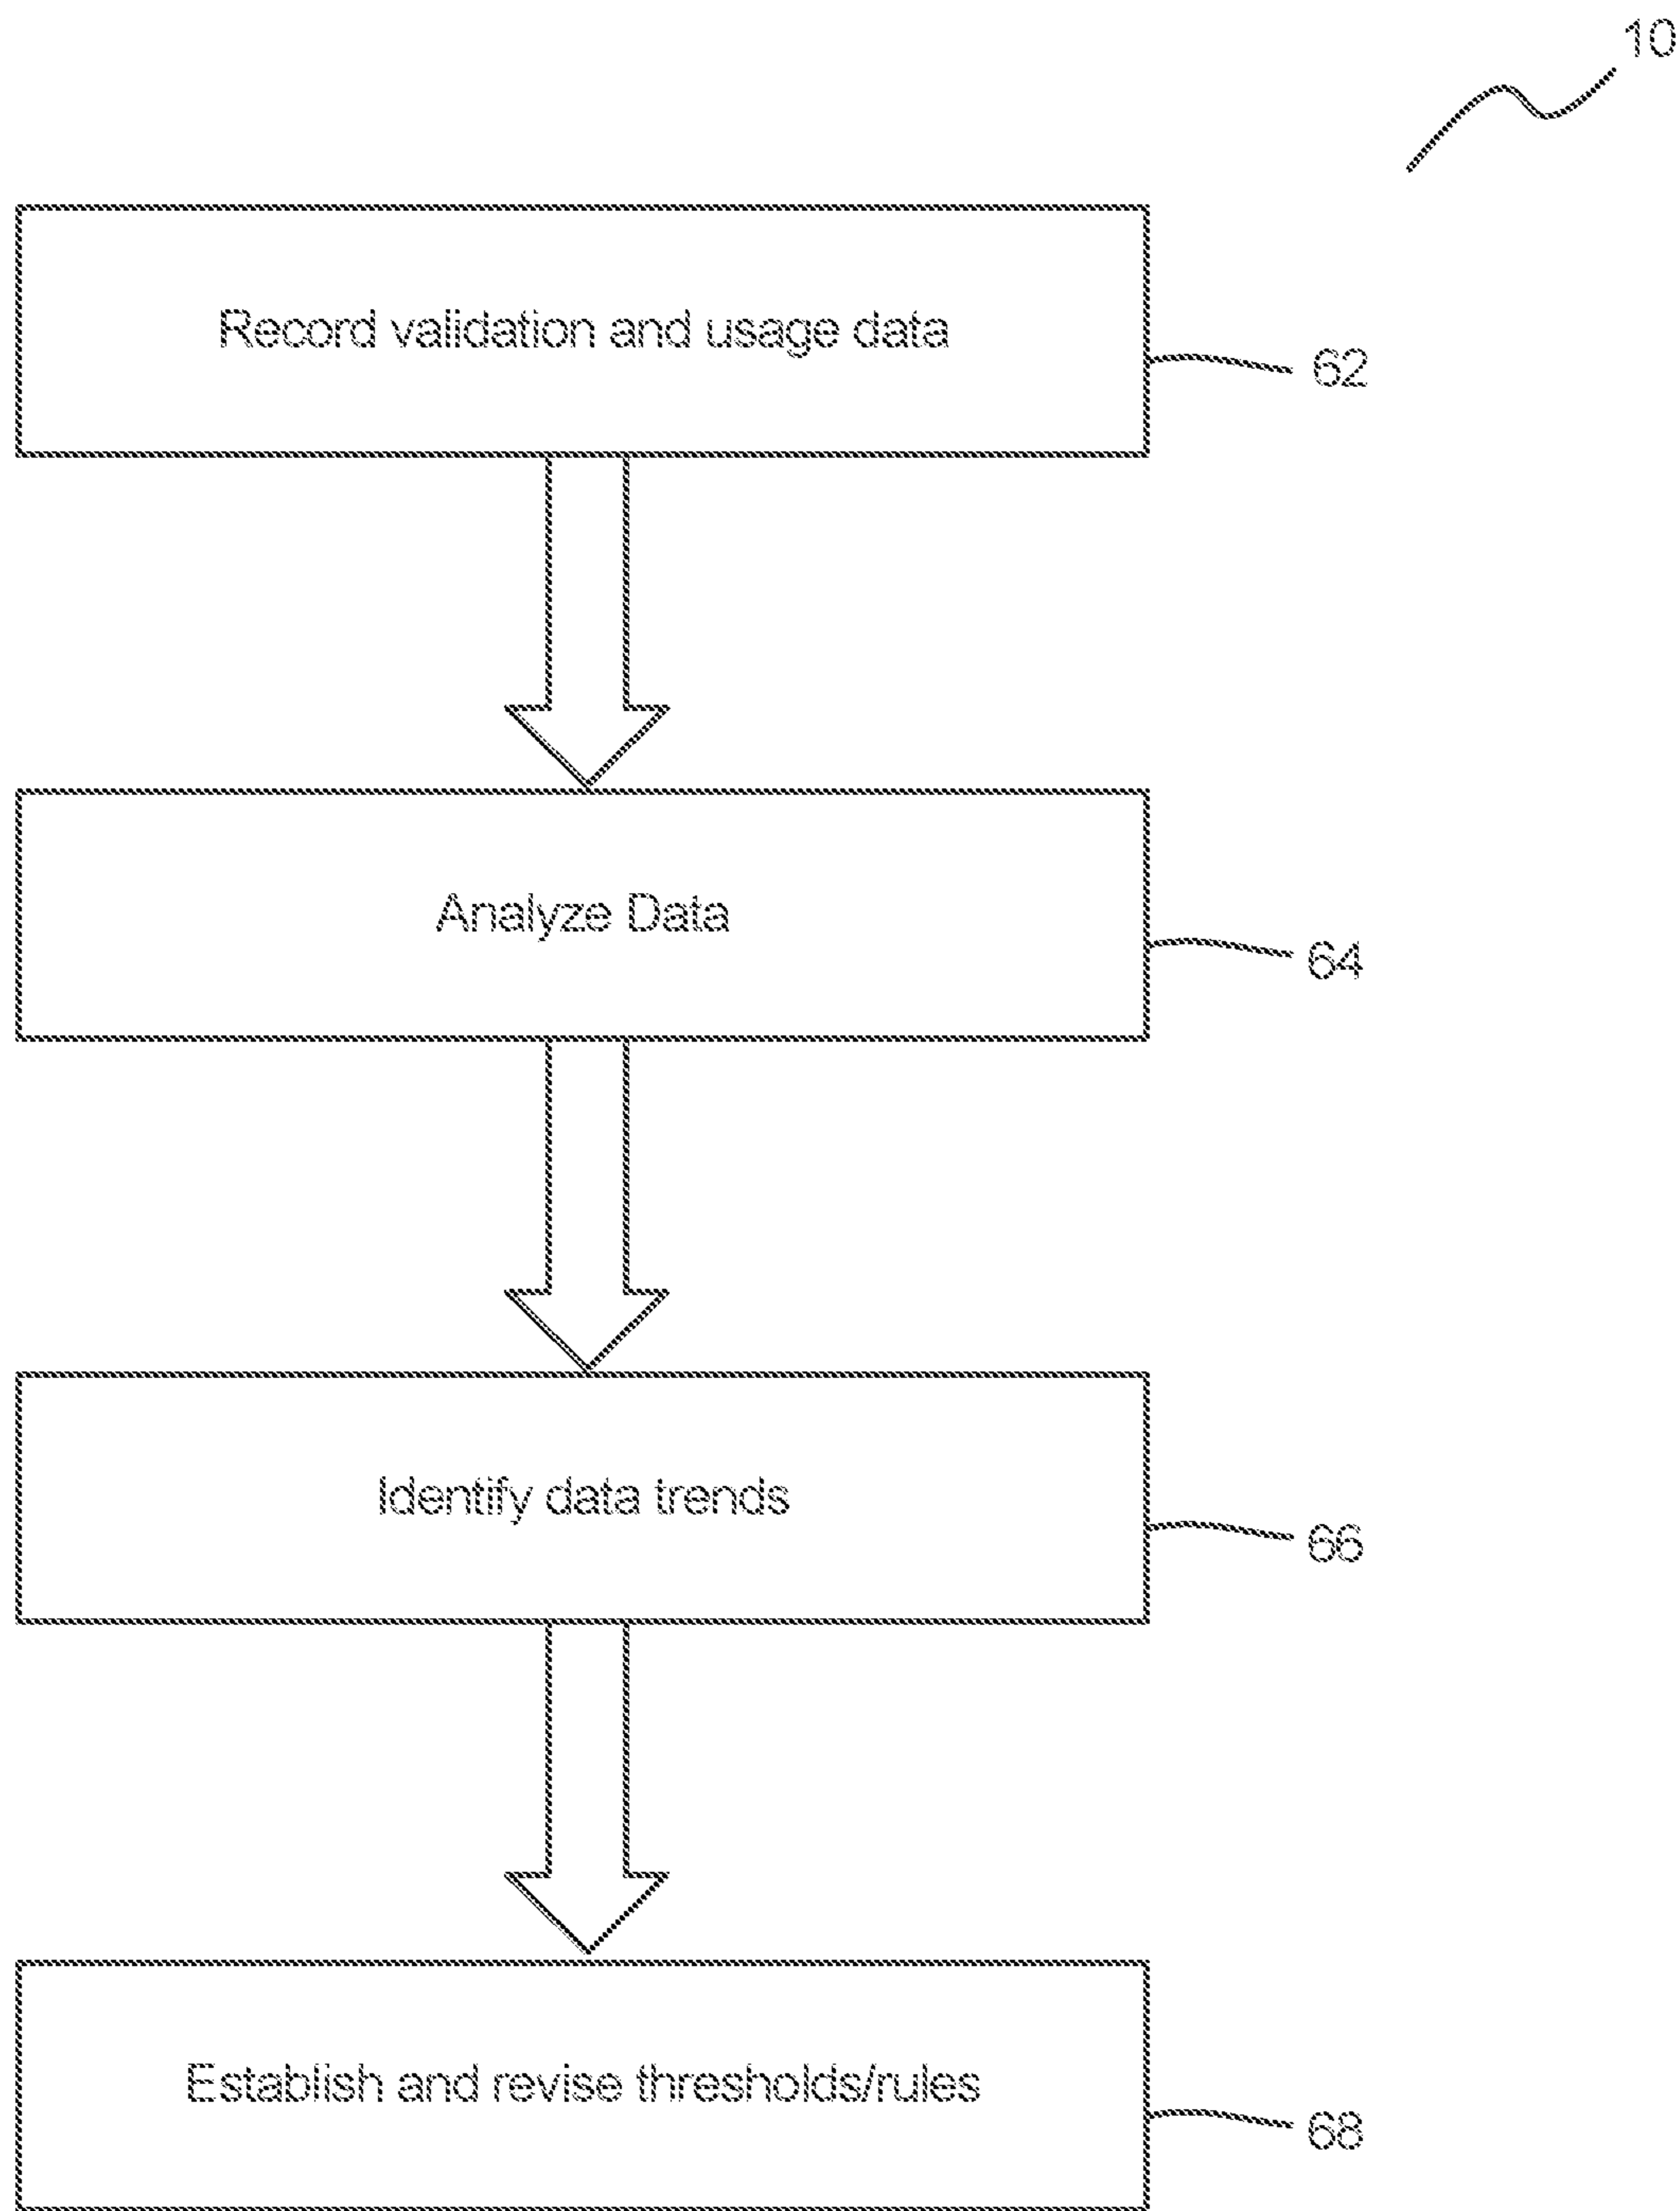 10
Record validation and usage data
62
Analyze Data
64
Identify data trends
66
Establish and revise thresholds/rules
68